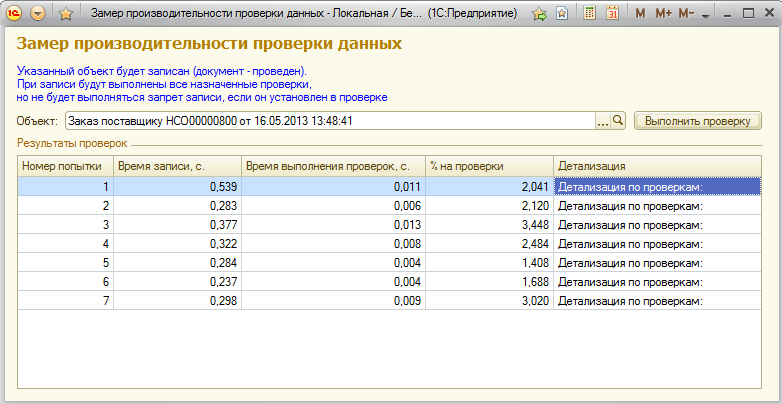 Замер производительности проверки данных - Локальная / Бе... (1С:Предприятие)
M M+ M-
Замер производительности проверки данных
Указанный объект будет записан (документ - проведен).
При записи будут выполнены все назначенные проверки,
но не будет выполняться запрет записи, если он установлен в проверке
Объект: Заказ поставщику НСО00000800 от 16.05.2013 13:48:41 ... Выполнить проверку
Результаты проверок
Номер попытки Время записи, с. Время выполнения проверок, с. % на проверки Детализация
1 0,539 0,011 2,041 Детализация по проверкам:
2 0,283 0,006 2,120 Детализация по проверкам:
3 0,377 0,013 3,448 Детализация по проверкам:
4 0,322 0,008 2,484 Детализация по проверкам:
5 0,284 0,004 1,408 Детализация по проверкам:
6 0,237 0,004 1,688 Детализация по проверкам:
7 0,298 0,009 3,020 Детализация по проверкам: